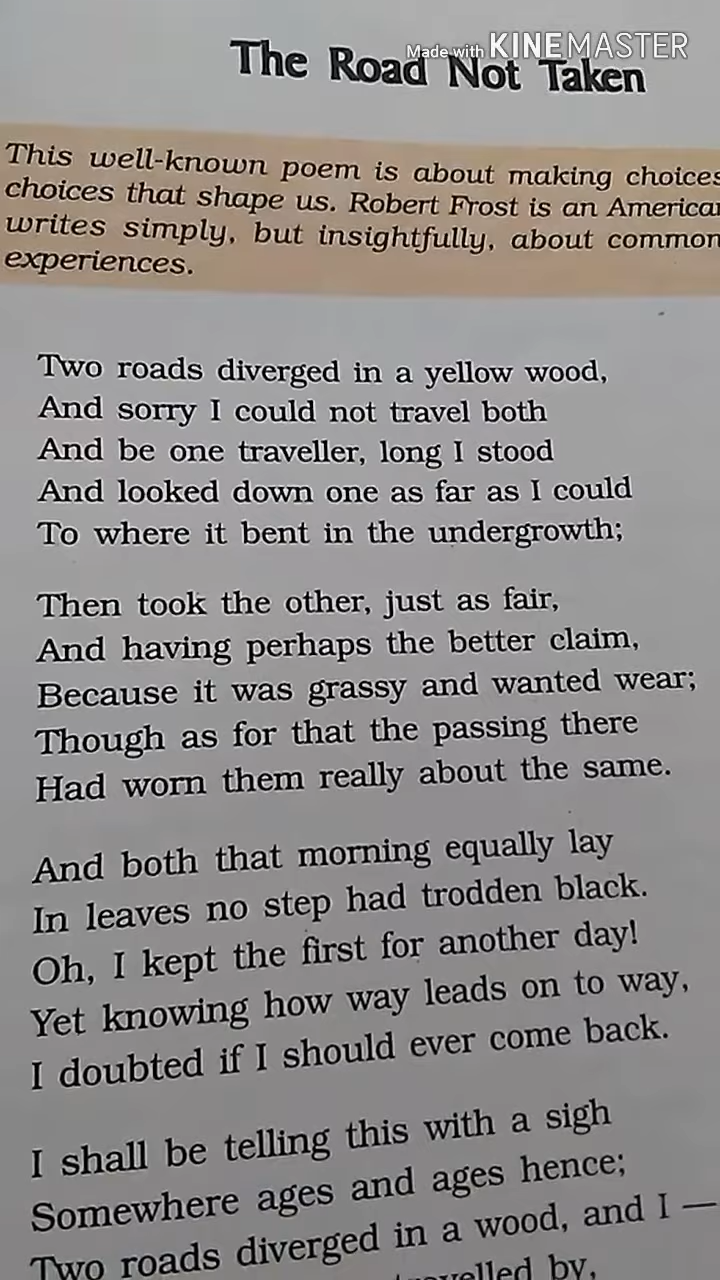 Made with KINEMASTER
The Road Not Taken
This well-known poem is about making choices
choices that shape us. Robert Frost is an America
writes simply, but insightfully, about common
experiences.
Two roads diverged in a yellow wood,
And sorry I could not travel both
And be one traveller, long I stood
And looked down one as far as I could
To where it bent in the undergrowth;
Then took the other, just as fair,
And having perhaps the better claim,
Because it was grassy and wanted wear;
Though as for that the passing there
Had worn them really about the same.
And both that morning equally lay
In leaves no step had trodden black.
Oh, I kept the first for another day!
Yet knowing how way leads on to way,
I doubted if I should ever come back.
I shall be telling this with a sigh
Somewhere ages and ages hence;
Two roads diverged in a wood, and I —
by,